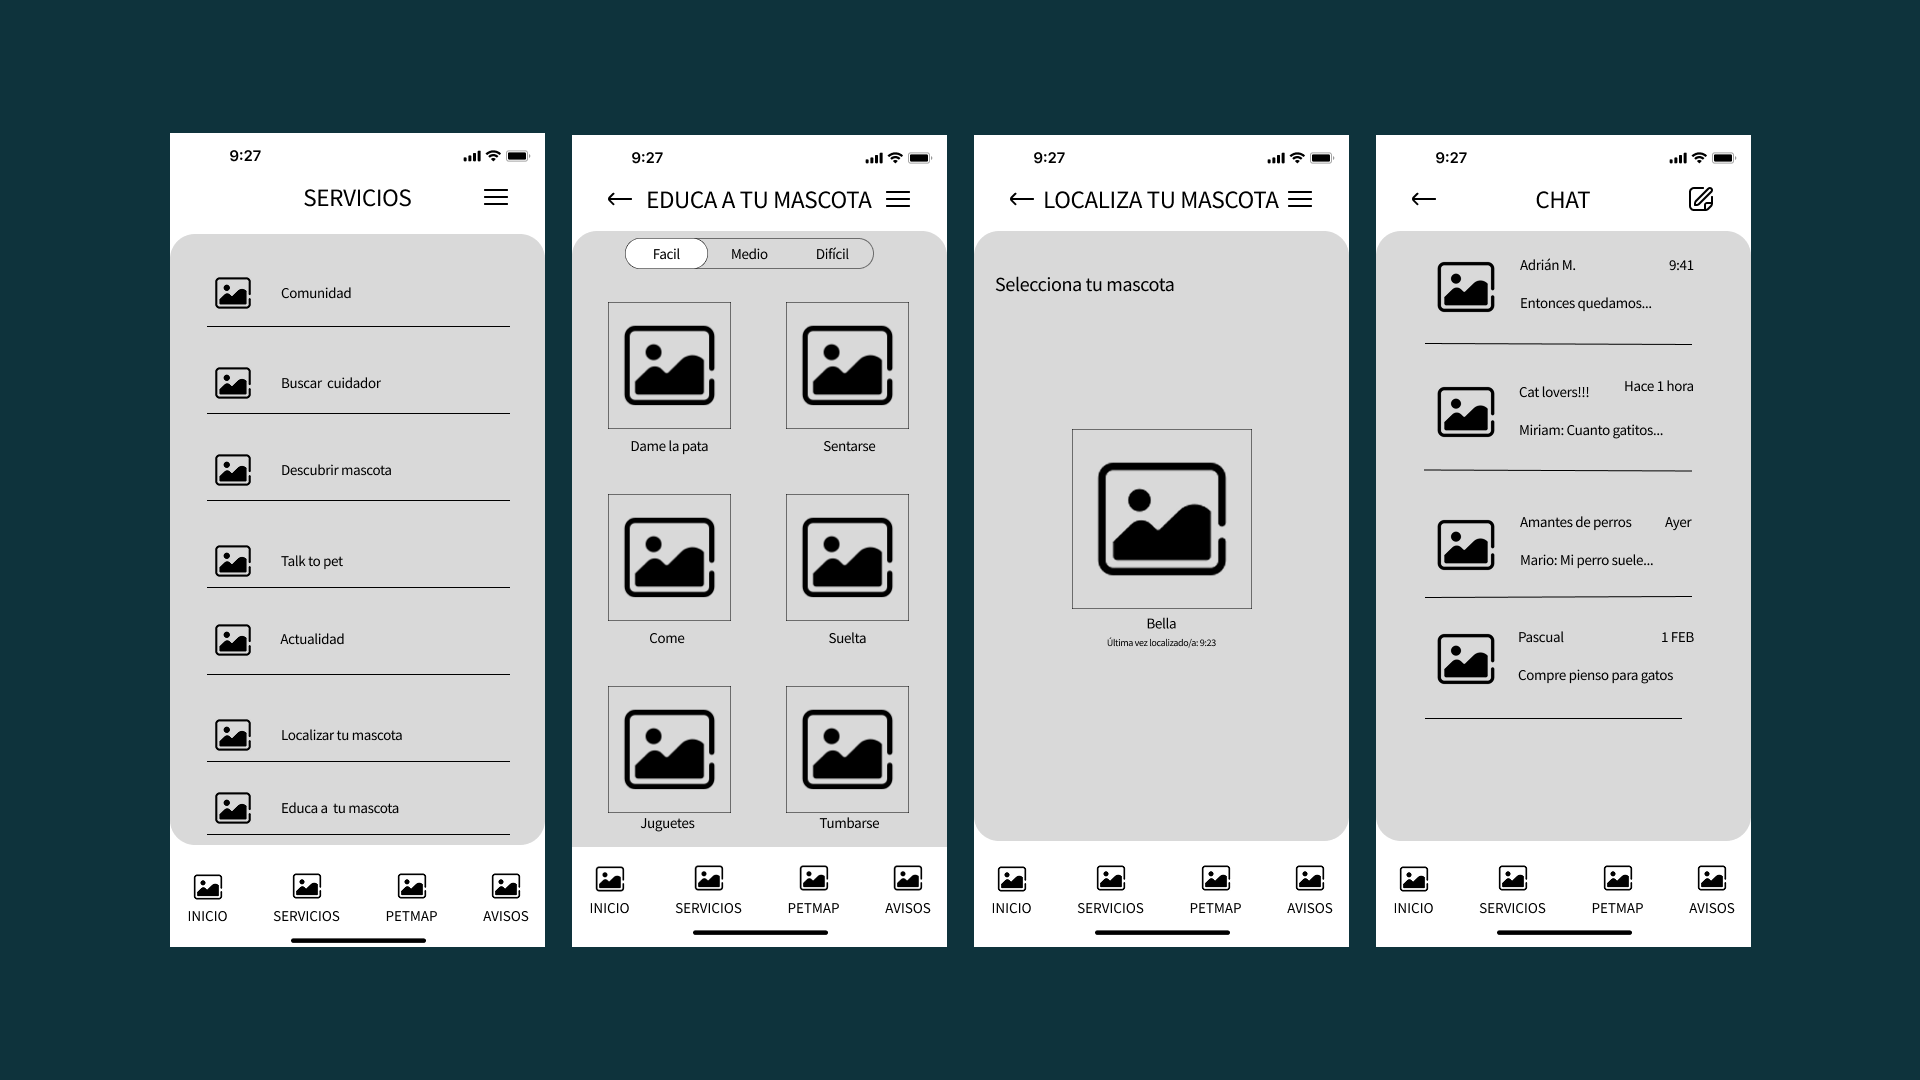 9:27
SERVICIOS
Comunidad
Buscar cuidador
Descubrir mascota
Talk to pet
Actualidad
Localizar tu mascota
Educa a tu mascota
INICIO SERVICIOS PETMAP AVISOS
9:27
EDUCA A TU MASCOTA
Facil Medio Difícil
Dame la pata Sentarse
Come Suelta
Juguetes Tumbarse
INICIO SERVICIOS PETMAP AVISOS
9:27
LOCALIZA TU MASCOTA
Selecciona tu mascota
Bella
Última vez localizado/a: 9:23
INICIO SERVICIOS PETMAP AVISOS
9:27
CHAT
Adrián M. 9:41
Entonces quedamos...
Cat lovers!!! Hace 1 hora
Miriam: Cuanto gatitos...
Amantes de perros Ayer
Mario: Mi perro suele...
Pascual 1 FEB
Compre pienso para gatos
INICIO SERVICIOS PETMAP AVISOS